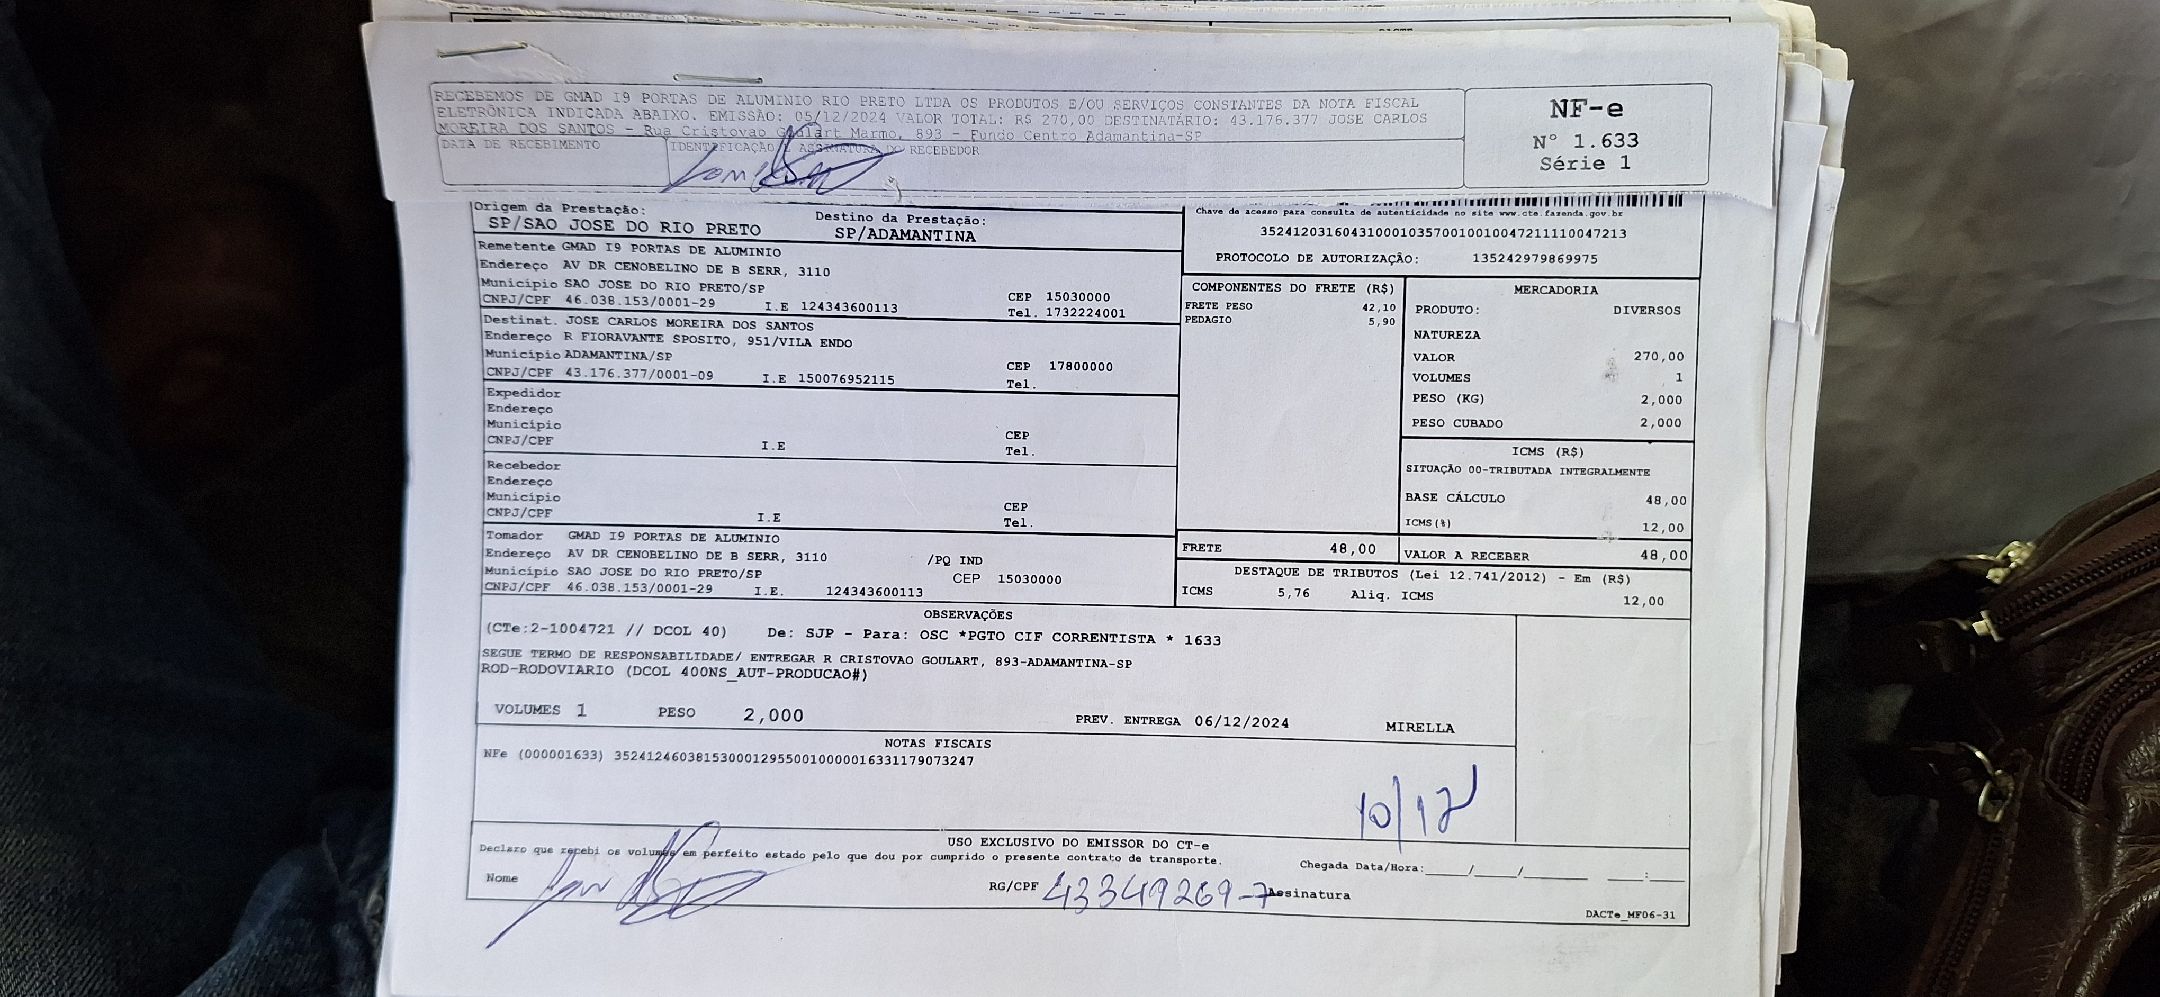 RECEBEMOS DE GMAD I9 PORTAS DE ALUMINIO RIO PRETO LTDA OS PRODUTOS E/OU SERVIÇOS CONSTANTES DA NOTA FISCAL
ELETRÔNICA INDICADA ABAIXO. EMISSÃO: 05/12/2024 VALOR TOTAL: R$ 270,00 DESTINATÁRIO: 43.176.377 JOSE CARLOS
MOREIRA DOS SANTOS - Rua Cristovao Goulart Marmo, 893 - Fundo Centro Adamantina-SP
DATA DE RECEBIMENTO
IDENTIFICAÇÃO E ASSINATURA DO RECEBEDOR
NF-e
N° 1.633
Série 1
Origem da Prestação:
SP/SAO JOSE DO RIO PRETO
Destino da Prestação:
SP/ADAMANTINA
Chave de acesso para consulta de autenticidade no site www.cte.fazenda.gov.br
35241203160431000103570010010047211110047213
PROTOCOLO DE AUTORIZAÇÃO: 135242979869975
Remetente GMAD I9 PORTAS DE ALUMINIO
Endereço AV DR CENOBELINO DE B SERR, 3110
Município SAO JOSE DO RIO PRETO/SP
CEP 15030000
CNPJ/CPF 46.038.153/0001-29 I.E 124343600113 Tel. 1732224001
Destinat. JOSE CARLOS MOREIRA DOS SANTOS
Endereço R FIORAVANTE SPOSITO, 951/VILA ENDO
Município ADAMANTINA/SP
CEP 17800000
CNPJ/CPF 43.176.377/0001-09 I.E 150076952115 Tel.
Expedidor
Endereço
Município
CEP
CNPJ/CPF I.E Tel.
Recebedor
Endereço
Município
CEP
CNPJ/CPF I.E Tel.
Tomador GMAD I9 PORTAS DE ALUMINIO
Endereço AV DR CENOBELINO DE B SERR, 3110 /PQ IND
Município SAO JOSE DO RIO PRETO/SP CEP 15030000
CNPJ/CPF 46.038.153/0001-29 I.E. 124343600113
COMPONENTES DO FRETE (R$)
FRETE PESO 42,10
PEDAGIO 5,90
FRETE 48,00
MERCADORIA
PRODUTO: DIVERSOS
NATUREZA
VALOR 270,00
VOLUMES 1
PESO (KG) 2,000
PESO CUBADO 2,000
ICMS (R$)
SITUAÇÃO 00-TRIBUTADA INTEGRALMENTE
BASE CÁLCULO 48,00
ICMS(%) 12,00
VALOR A RECEBER 48,00
DESTAQUE DE TRIBUTOS (Lei 12.741/2012) - Em (R$)
ICMS 5,76 Aliq. ICMS 12,00
OBSERVAÇÕES
(CTe:2-1004721 // DCOL 40) De: SJP - Para: OSC *PGTO CIF CORRENTISTA * 1633
SEGUE TERMO DE RESPONSABILIDADE/ ENTREGAR R CRISTOVAO GOULART, 893-ADAMANTINA-SP
ROD-RODOVIARIO (DCOL 400NS_AUT-PRODUCAO#)
VOLUMES 1 PESO 2,000 PREV. ENTREGA 06/12/2024 MIRELLA
NOTAS FISCAIS
NFe (000001633) 35241246038153000129550010000016331179073247
10/12
USO EXCLUSIVO DO EMISSOR DO CT-e
Declaro que recebi os volumes em perfeito estado pelo que dou por cumprido o presente contrato de transporte.
Chegada Data/Hora:____/____/______ ____:____
Nome
RG/CPF 43349269-7 Assinatura
DACTe_MF06-31